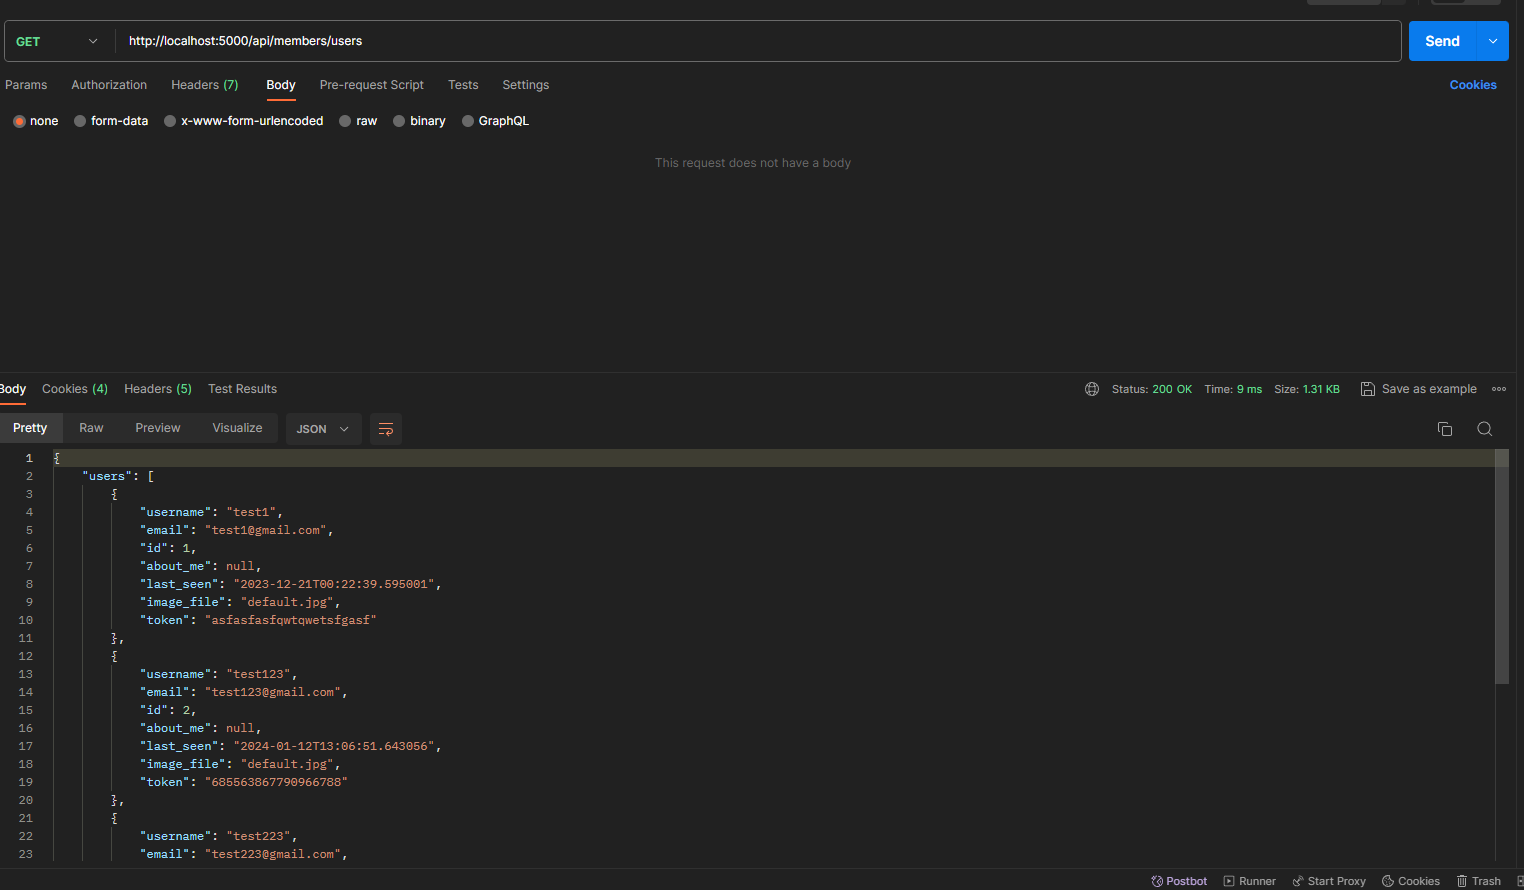 GET http://localhost:5000/api/members/users Send
Params Authorization Headers (7) Body Pre-request Script Tests Settings Cookies
none form-data x-www-form-urlencoded raw binary GraphQL
This request does not have a body
Body Cookies (4) Headers (5) Test Results Status: 200 OK Time: 9 ms Size: 1.31 KB Save as example
Pretty Raw Preview Visualize JSON
1 {
2 "users": [
3 {
4 "username": "test1",
5 "email": "test1@gmail.com",
6 "id": 1,
7 "about_me": null,
8 "last_seen": "2023-12-21T00:22:39.595001",
9 "image_file": "default.jpg",
10 "token": "asfasfasfqwtqwetsfgasf"
11 },
12 {
13 "username": "test123",
14 "email": "test123@gmail.com",
15 "id": 2,
16 "about_me": null,
17 "last_seen": "2024-01-12T13:06:51.643056",
18 "image_file": "default.jpg",
19 "token": "685563867790966788"
20 },
21 {
22 "username": "test223",
23 "email": "test223@gmail.com",
Postbot Runner Start Proxy Cookies Trash